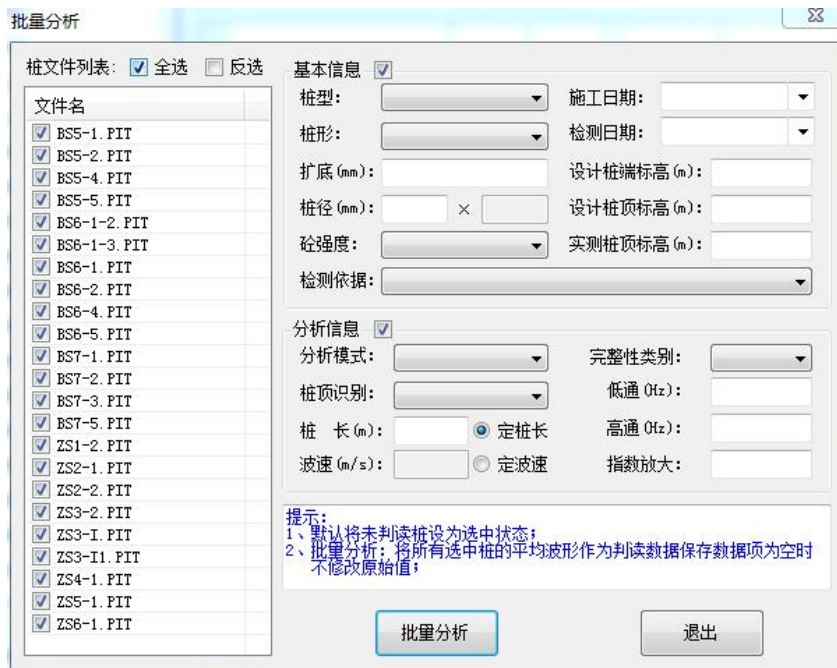 批量分析
桩文件列表: 全选 反选
文件名
BS5-1.PIT
BS5-2.PIT
BS5-4.PIT
BS5-5.PIT
BS6-1-2.PIT
BS6-1-3.PIT
BS6-1.PIT
BS6-2.PIT
BS6-4.PIT
BS6-5.PIT
BS7-1.PIT
BS7-2.PIT
BS7-3.PIT
BS7-5.PIT
ZS1-2.PIT
ZS2-1.PIT
ZS2-2.PIT
ZS3-2.PIT
ZS3-I.PIT
ZS3-I1.PIT
ZS4-1.PIT
ZS5-1.PIT
ZS6-1.PIT
基本信息
桩型: 施工日期:
桩形: 检测日期:
扩底(mm): 设计桩端标高(m):
桩径(mm): × 设计桩顶标高(m):
砼强度: 实测桩顶标高(m):
检测依据:
分析信息
分析模式: 完整性类别:
桩顶识别: 低通(Hz):
桩 长(m): 定桩长 高通(Hz):
波速(m/s): 定波速 指数放大:
提示:
1、默认将未判读桩设为选中状态;
2、批量分析: 将所有选中桩的平均波形作为判读数据保存数据项为空时
不修改原始值;
批量分析 退出